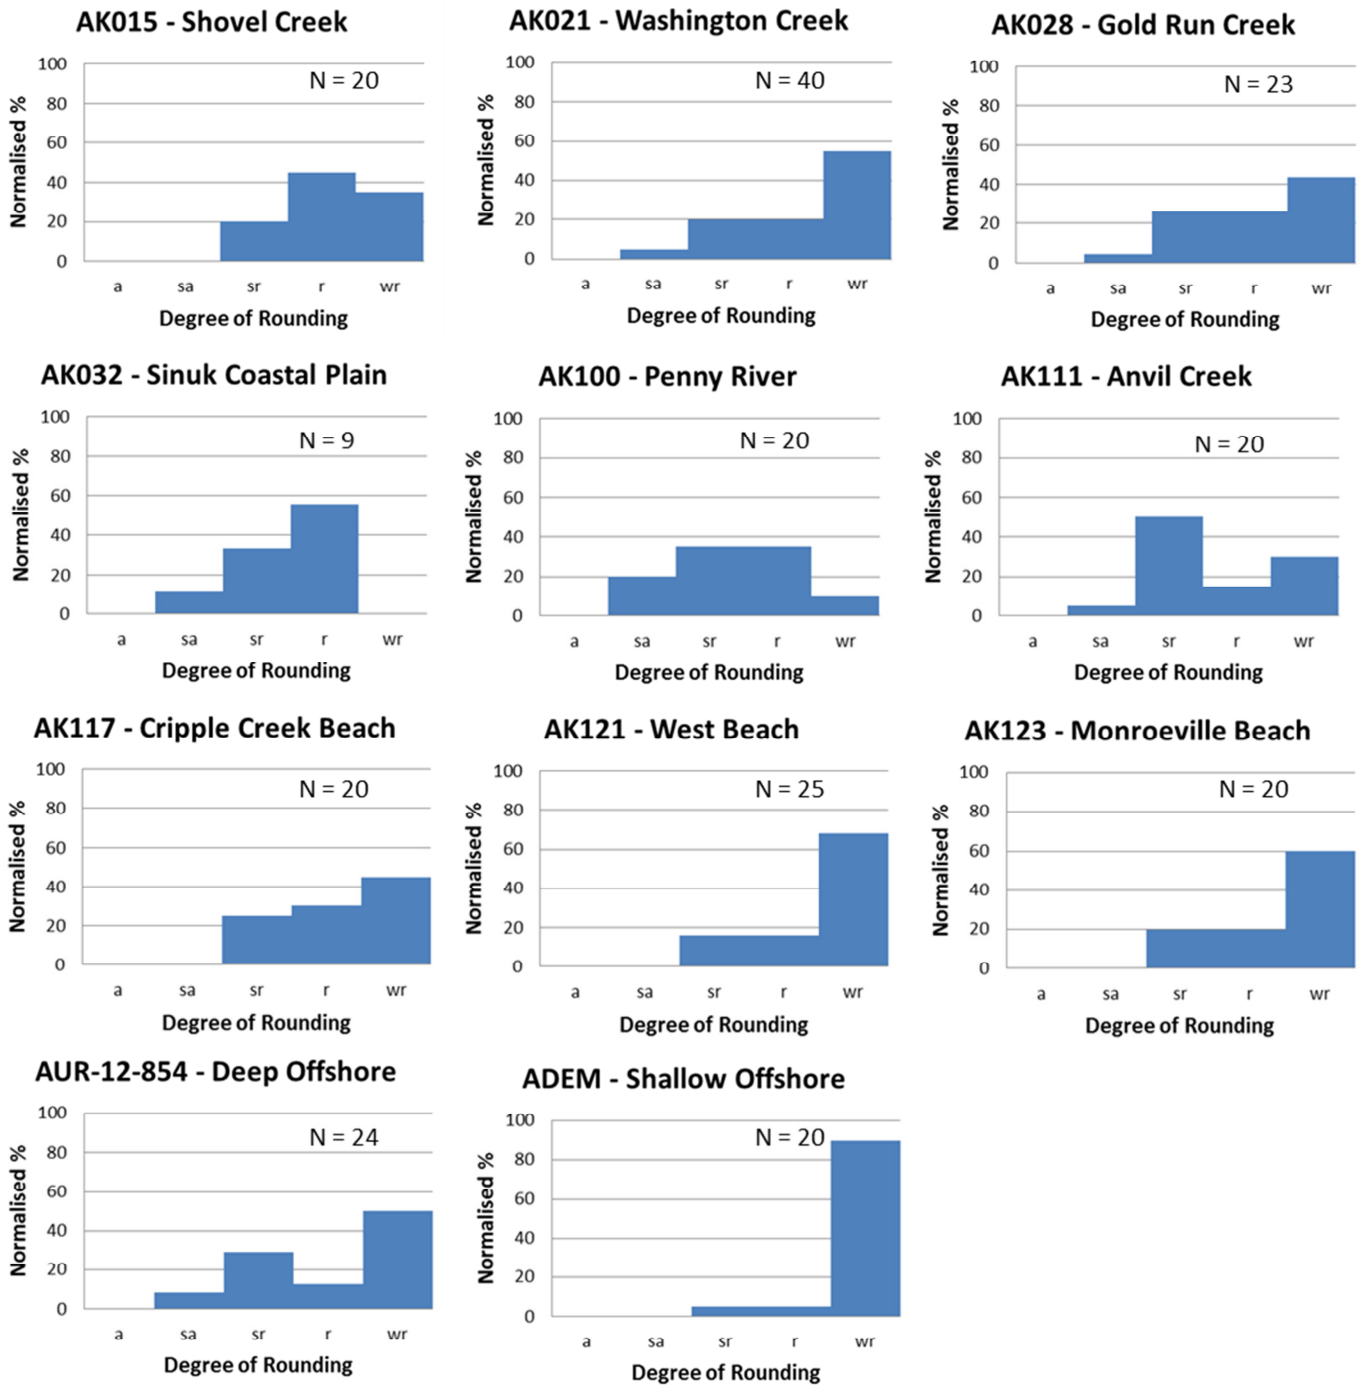 AK015 - Shovel Creek
N = 20
Normalised %
100
80
60
40
20
0
a sa sr r wr
Degree of Rounding
AK021 - Washington Creek
N = 40
Normalised %
100
80
60
40
20
0
a sa sr r wr
Degree of Rounding
AK028 - Gold Run Creek
N = 23
Normalised %
100
80
60
40
20
0
a sa sr r wr
Degree of Rounding
AK032 - Sinuk Coastal Plain
N = 9
Normalised %
100
80
60
40
20
0
a sa sr r wr
Degree of Rounding
AK100 - Penny River
N = 20
Normalised %
100
80
60
40
20
0
a sa sr r wr
Degree of Rounding
AK111 - Anvil Creek
N = 20
Normalised %
100
80
60
40
20
0
a sa sr r wr
Degree of Rounding
AK117 - Cripple Creek Beach
N = 20
Normalised %
100
80
60
40
20
0
a sa sr r wr
Degree of Rounding
AK121 - West Beach
N = 25
Normalised %
100
80
60
40
20
0
a sa sr r wr
Degree of Rounding
AK123 - Monroeville Beach
N = 20
Normalised %
100
80
60
40
20
0
a sa sr r wr
Degree of Rounding
AUR-12-854 - Deep Offshore
N = 24
Normalised %
100
80
60
40
20
0
a sa sr r wr
Degree of Rounding
ADEM - Shallow Offshore
N = 20
Normalised %
100
80
60
40
20
0
a sa sr r wr
Degree of Rounding